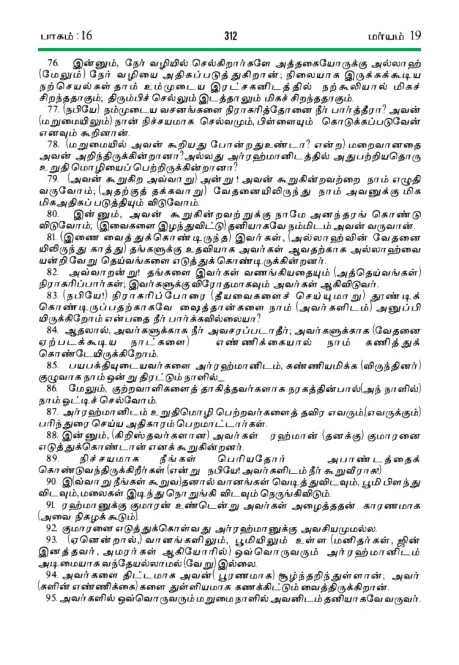 பாகம் : 16 312 மர்யம் 19
76. இன்னும், நேர் வழியில் செல்கிறார்களே அத்தகையோருக்கு அல்லாஹ்
(மேலும்) நேர் வழியை அதிகப்படுத்துகிறான்; நிலையாக இருக்கக்கூடிய
நற்செயல்கள் தாம் உம்முடைய இரட்சகனிடத்தில் நற்கூலியால் மிகச்
சிறந்ததாகும்; திரும்பிச் செல்லும் இடத்தாலும் மிகச் சிறந்ததாகும்.
77. (நபியே) நம்முடைய வசனங்களை நிராகரித்தோனை நீர் பார்த்தீரா? அவன்
(மறுமையிலும்) நான் நிச்சயமாக செல்வமும், பிள்ளையும் கொடுக்கப்படுவேன்
எனவும் கூறினான்.
78. (மறுமையில் அவன் கூறியது போன்றதுஉண்டா? என்ற) மறைவானதை
அவன் அறிந்திருக்கின்றானா?அல்லது அர்ரஹ்மானிடத்தில் அதுபற்றியதொரு
உறுதி மொழியைப் பெற்றிருக்கின்றானா?
79. (அவன் கூறிகிற அவ்வாறு) அன்று! அவன் கூறுகின்றவற்றை நாம் எழுதி
வருவோம்; (அதற்குத் தக்கவாறு) வேதனையிலிருந்து நாம் அவனுக்கு மிக
மிகஅதிகப் படுத்தியும் விடுவோம்.
80. இன்னும், அவன் கூறுகின்றவற்றுக்கு நாமே அனந்தரங் கொண்டு
விடுவோம்; (இவைகளை இழந்துவிட்டு) தனியாகவே நம்மிடம் அவன் வருவான்.
81. (இணை வைத்துக்கொண்டிருந்த) இவர்கள், (அல்லாஹ்வின் வேதனை
யிலிருந்து காத்து) தங்களுக்கு உதவியாக அவர்கள் ஆவதற்காக அல்லாஹ்வை
யன்றி வேறு தெய்வங்களை எடுத்துக் கொண்டிருக்கின்றனர்.
82. அவ்வாறன்று! தங்களை இவர்கள் வணங்கியதையும் (அத்தெய்வங்கள்)
நிராகரிப்பார்கள்; இவர்களுக்கு விரோதமாகவும் அவர்கள் ஆகிவிடுவர்.
83. (நபியே!) நிராகரிப்போரை (தீயவைகளைச் செய்யுமாறு) தூண்டிக்
கொண்டிருப்பதற்காகவே ஷைத்தான்களை நாம் (அவர்களிடம்) அனுப்பி
யிருக்கிறோம் என்பதை நீர் பார்க்கவில்லையா?
84. ஆதலால், அவர்களுக்காக நீர் அவசரப்படாதீர்; அவர்களுக்காக (வேதனை
ஏற்படக்கூடிய நாட்களை) எண்ணிக்கையால் நாம் கணித்துக்
கொண்டேயிருக்கிறோம்.
85. பயபக்தியுடையவர்களை அர்ரஹ்மானிடம், கண்ணியமிக்க (விருந்தினர்)
குழுவாக நாம் ஒன்று திரட்டும் நாளில்_
86. மேலும், குற்றவாளிகளைத் தாகித்தவர்களாக நரகத்தின்பால் (அந் நாளில்)
நாம் ஓட்டிச் செல்வோம்.
87. அர்ரஹ்மானிடம் உறுதிமொழி பெற்றவர்களைத் தவிர எவரும்(எவருக்கும்)
பரிந்துரை செய்ய அதிகாரம் பெறமாட்டார்கள்.
88. இன்னும், (கிறிஸ்தவர்களான) அவர்கள் ரஹ்மான் (தனக்கு) குமாரனை
எடுத்துக்கொண்டான் எனக் கூறுகின்றனர்.
89. நிச்சயமாக நீங்கள் பெரியதோர் அபாண்டத்தைக்
கொண்டுவந்திருக்கிறீர்கள் (என்று நபியே! அவர்களிடம் நீர் கூறுவீராக!)
90. இ(வ்வாறு நீங்கள் கூறுவ)தனால் வானங்கள் வெடித்துவிடவும், பூமி பிளந்து
விடவும்,மலைகள் இடிந்து நொறுங்கி விடவும் நெருங்கிவிடும்.
91. ரஹ்மானுக்கு குமாரன் உண்டென்று அவர்கள் அழைத்ததன் காரணமாக
(அவை நிகழக்கூடும்).
92. குமாரனை எடுத்துக்கொள்வது அர்ரஹ்மானுக்கு அவசியமுமல்ல.
93. (ஏனென்றால்,) வானங்களிலும், பூமியிலும் உள்ள (மனிதர்கள், ஜின்
இனத்தவர், அமரர்கள் ஆகியோரில்) ஒவ்வொருவரும் அர்ரஹ்மானிடம்
அடிமையாக வந்தேயல்லாமல் (வேறு) இல்லை.
94. அவர்களை திட்டமாக அவன்( பூரணமாக) சூழ்ந்தறிந்துள்ளான்; அவர்
(களின் எண்ணிக்கை)களை துள்ளியமாக கணக்கிட்டும் வைத்திருக்கிறான்.
95. அவர்களில் ஒவ்வொருவரும் மறுமை நாளில் அவனிடம் தனியாகவே வருவர்.